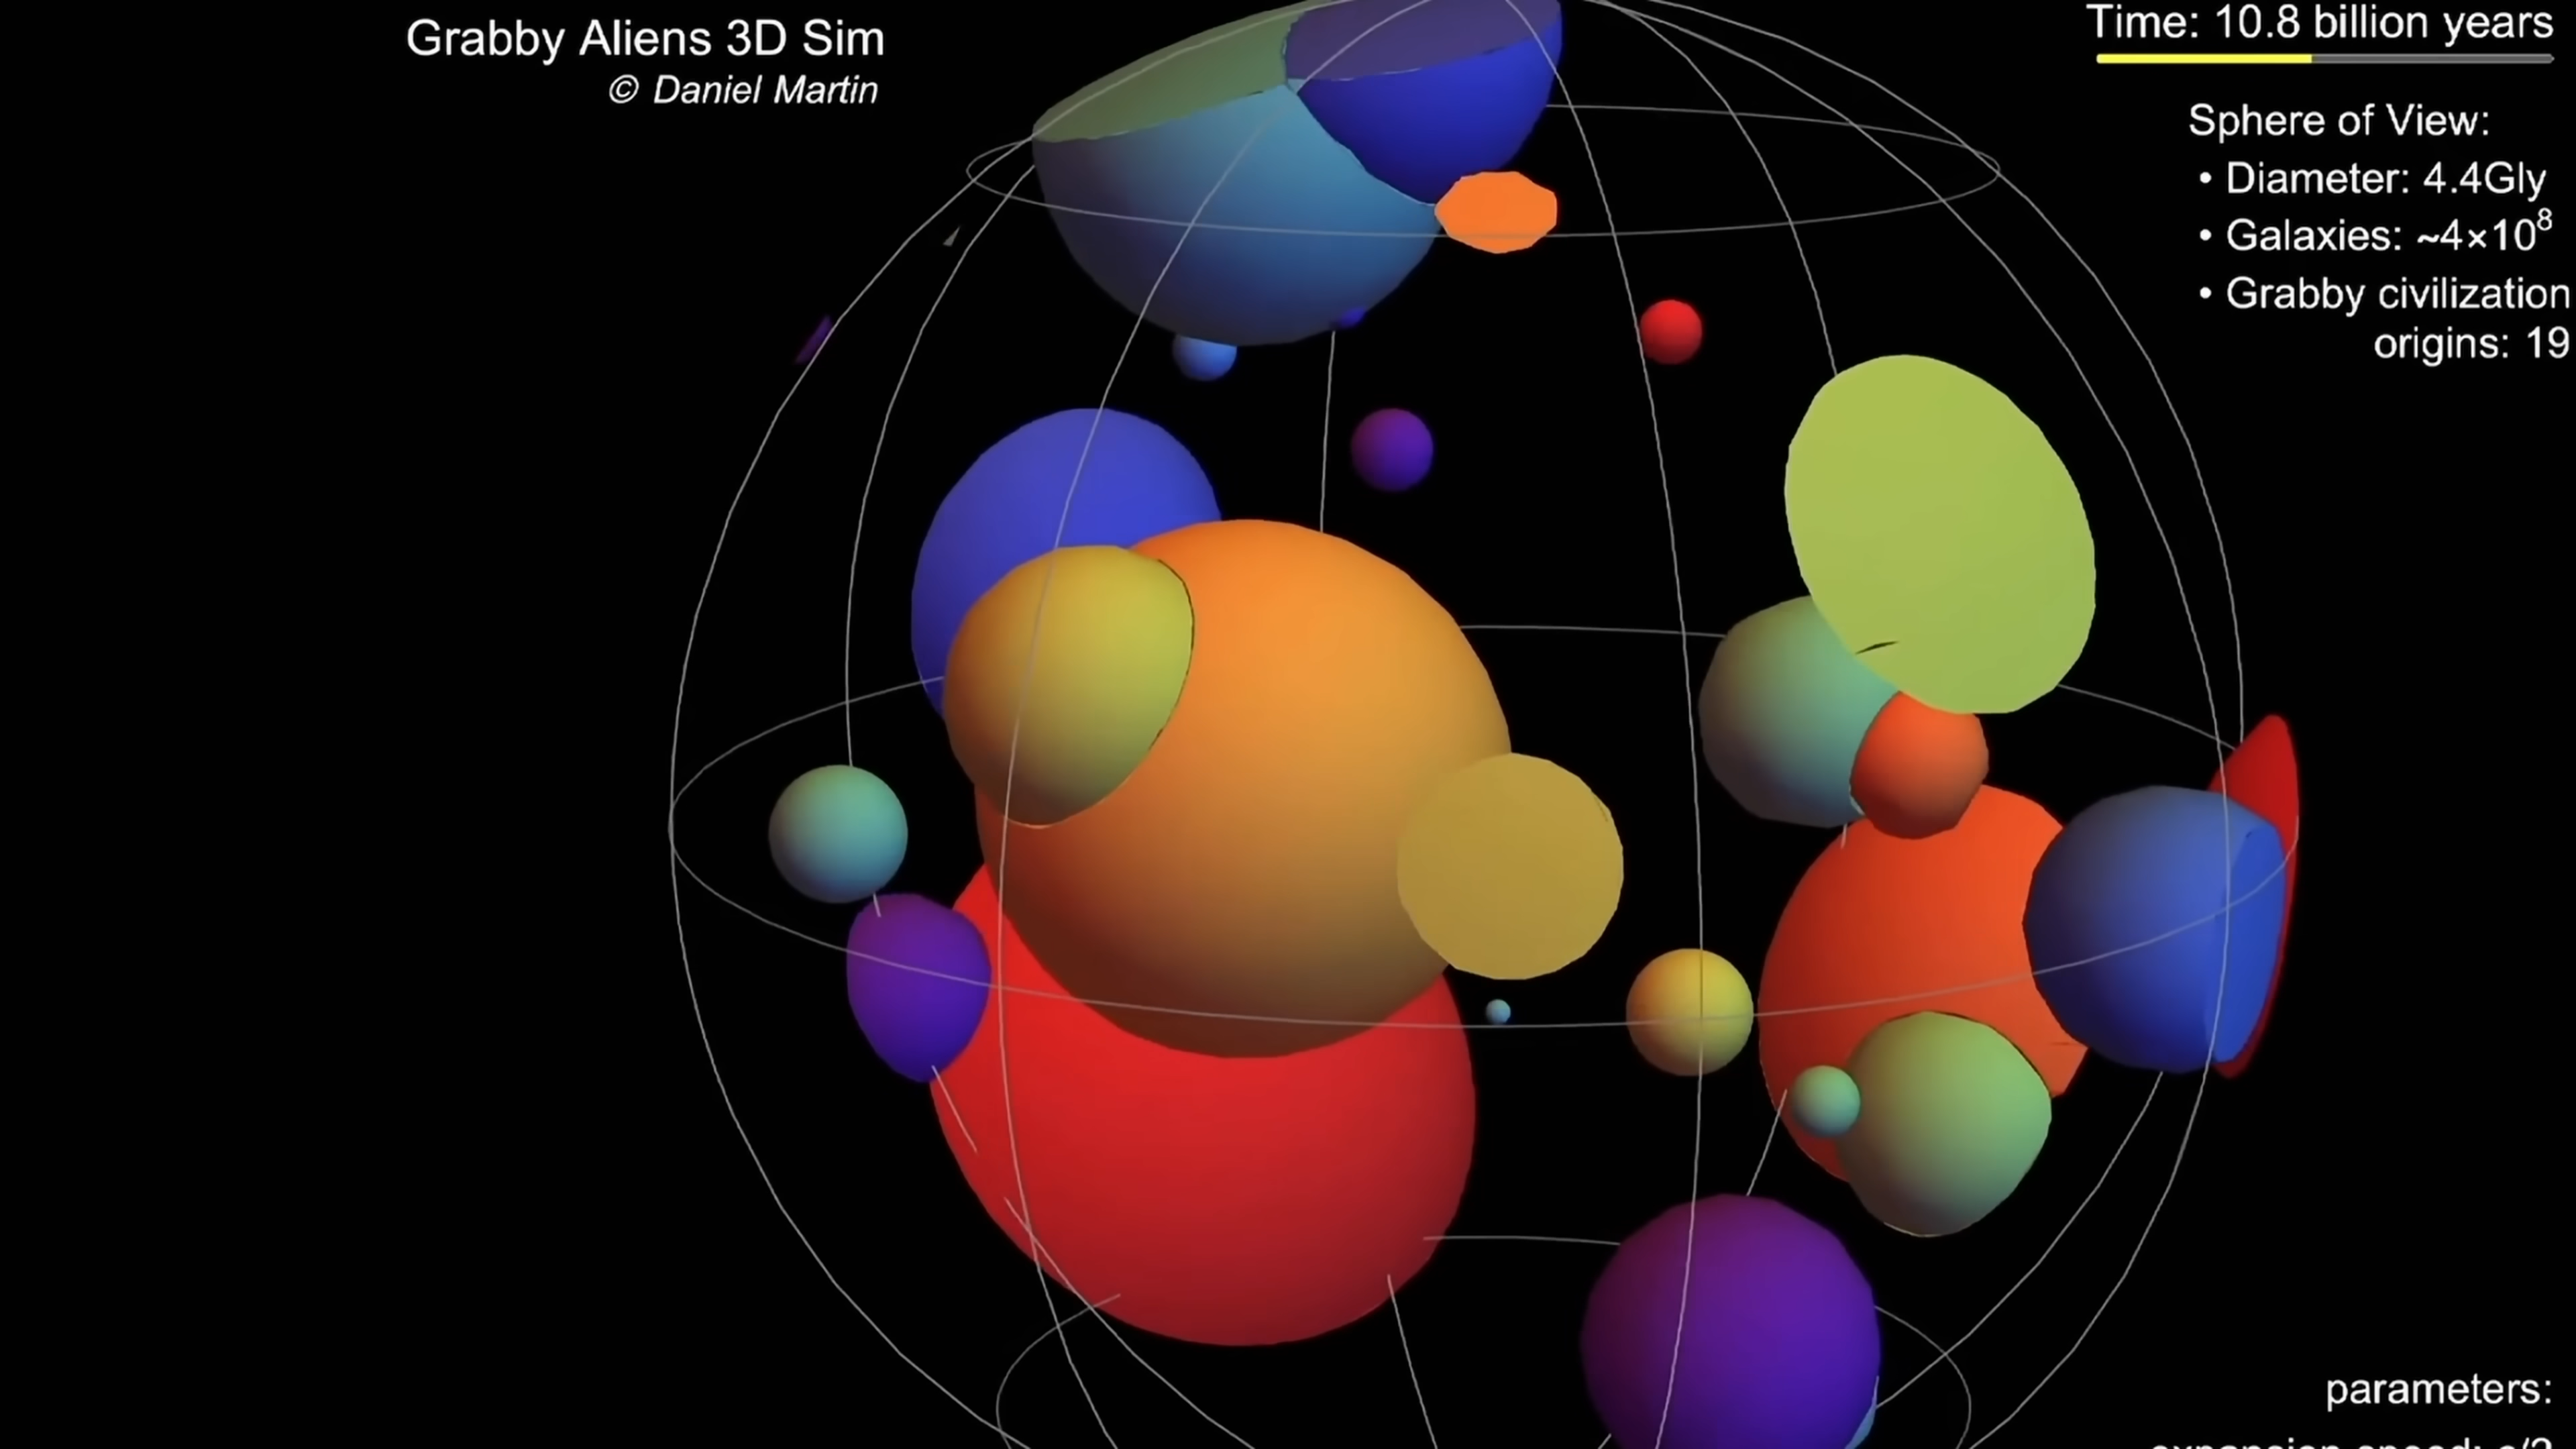 Grabby Aliens 3D Sim
© Daniel Martin
Time: 10.8 billion years
Sphere of View:
• Diameter: 4.4Gly
• Galaxies: ~4×10⁸
• Grabby civilization
origins: 19
parameters: